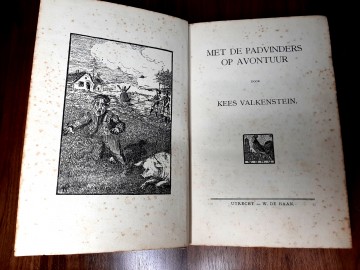 MET DE PADVINDERS
OP AVONTUUR
DOOR
KEES VALKENSTEIN.
UTRECHT — W. DE HAAN